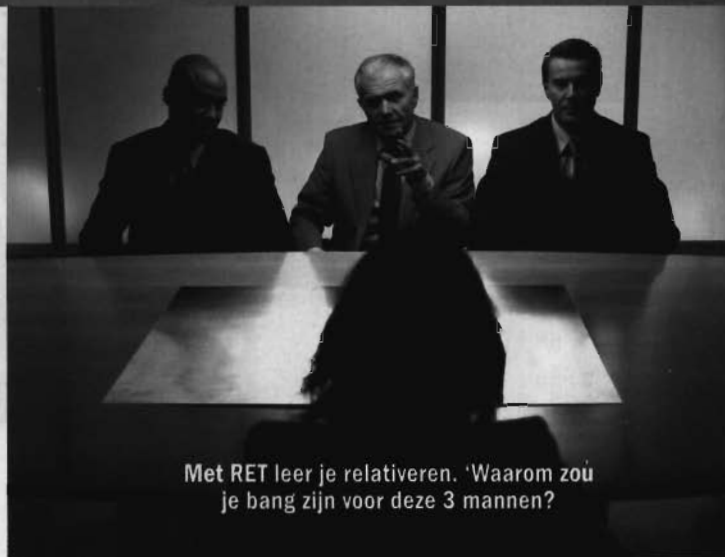 Met RET leer je relativeren. ‘Waarom zou
je bang zijn voor deze 3 mannen?